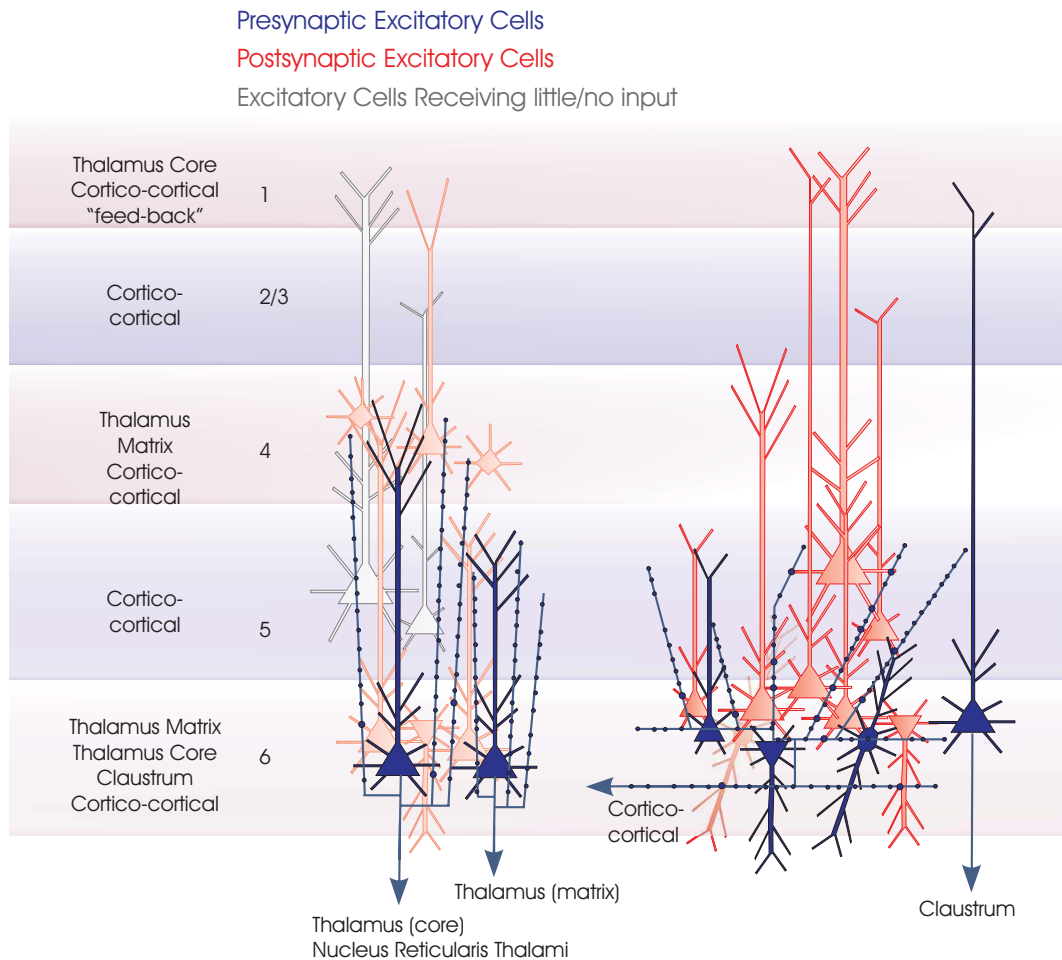 Presynaptic Excitatory Cells
Postsynaptic Excitatory Cells
Excitatory Cells Receiving little/no input
Thalamus Core
Cortico-cortical
"feed-back"
1
Cortico-
cortical
2/3
Thalamus
Matrix
Cortico-
cortical
4
Cortico-
cortical
5
Thalamus Matrix
Thalamus Core
Claustrum
Cortico-cortical
6
Cortico-
cortical
Thalamus (matrix)
Thalamus (core)
Nucleus Reticularis Thalami
Claustrum